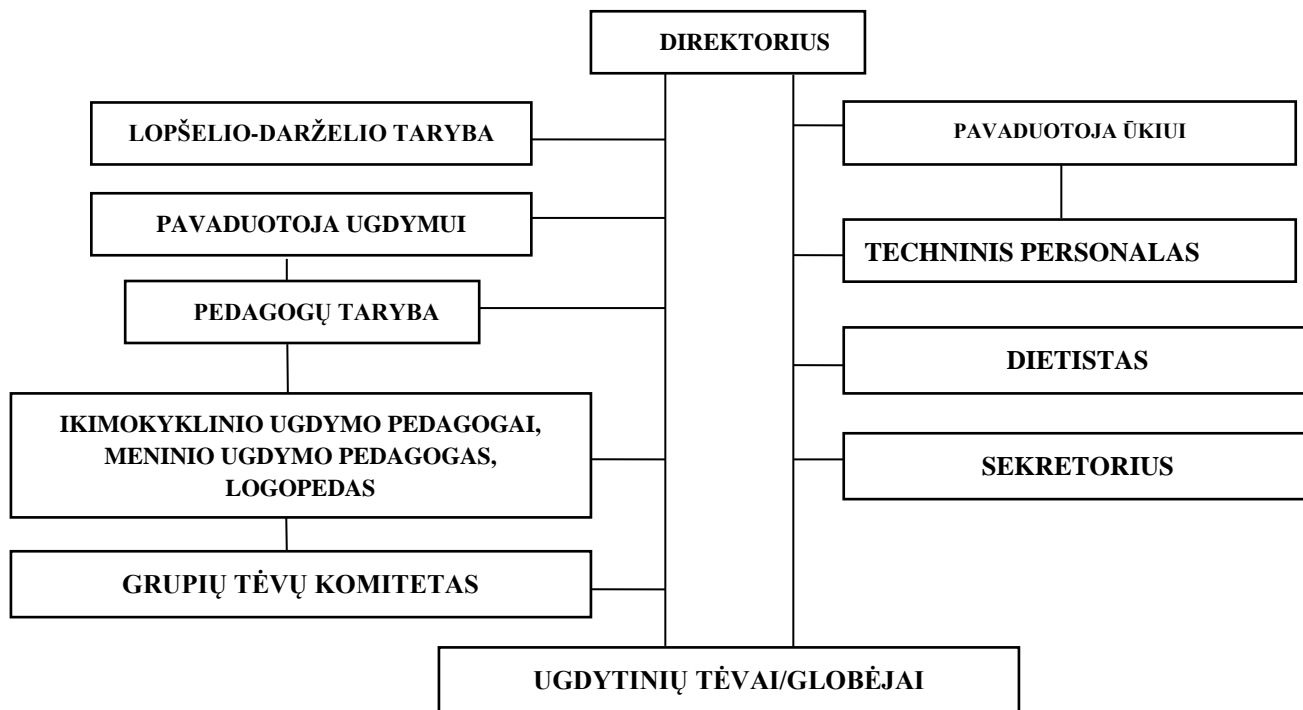 DIREKTORIUS
LOPŠELIO-DARŽELIO TARYBA
PAVADUOTOJA ŪKIUI
PAVADUOTOJA UGDYMUI
TECHNINIS PERSONALAS
PEDAGOGŲ TARYBA
DIETISTAS
IKIMOKYKLINIO UGDYMO PEDAGOGAI,
MENINIO UGDYMO PEDAGOGAS,
LOGOPEDAS
SEKRETORIUS
GRUPIŲ TĖVŲ KOMITETAS
UGDYTINIŲ TĖVAI/GLOBĖJAI